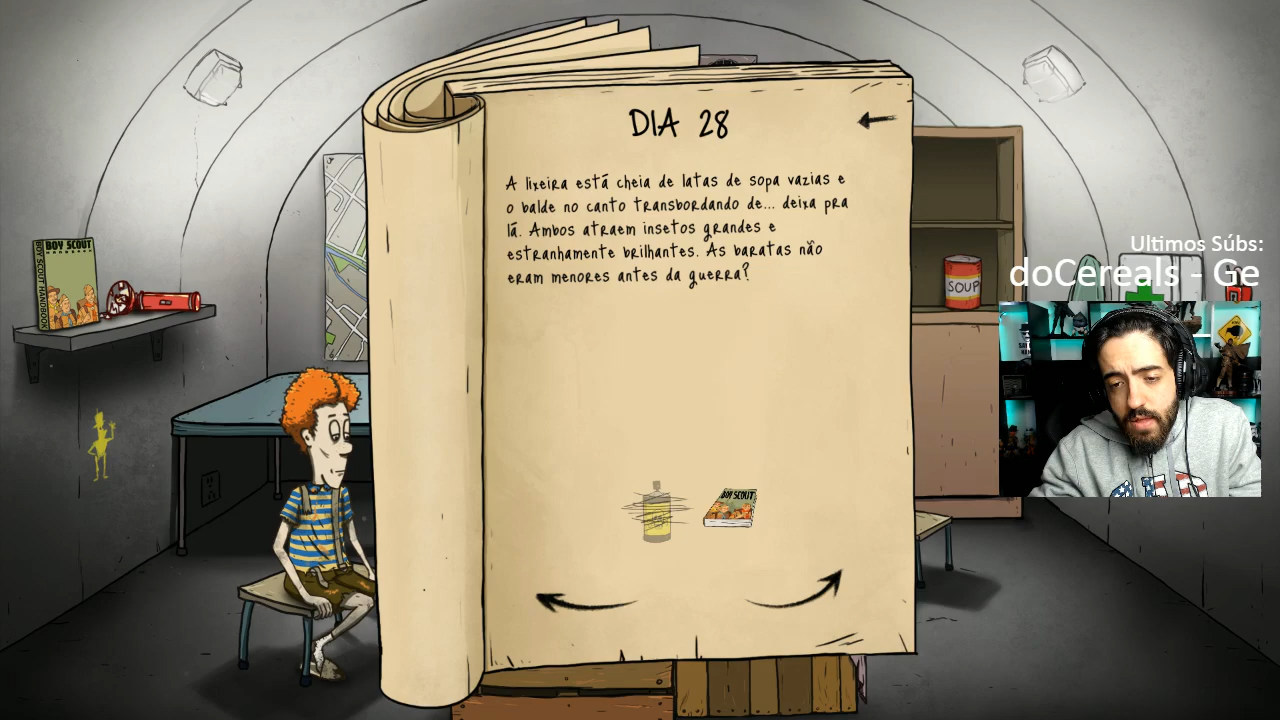 DIA 28
A lixeira está cheia de latas de sopa vazias e
o balde no canto transbordando de... deixa pra
lá. Ambos atraem insetos grandes e
estranhamente brilhantes. As baratas não
eram menores antes da guerra?
BOY SCOUT
BOY SCOUT HANDBOOK
BOY SCOUT
SOUP
Ultimos Súbs:
doCereals - Ge